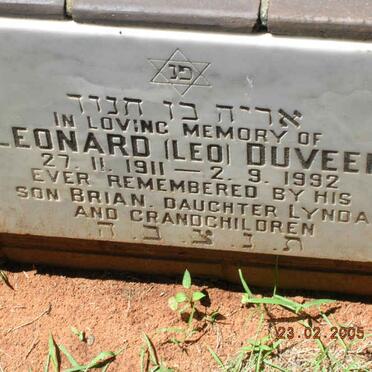 פנ
אריה בן חנוך
IN LOVING MEMORY OF
LEONARD (LEO) DUVEEN
27. 11. 1911 — 2. 9. 1992
EVER REMEMBERED BY HIS
SON BRIAN, DAUGHTER LYNDA
AND GRANDCHILDREN
ת. נ. צ. ב. ה
23.02.2005